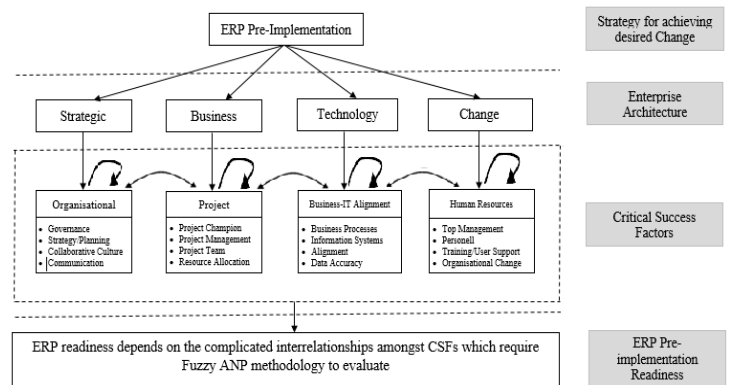 ERP Pre-Implementation
Strategy for achieving
desired Change
Strategic
Business
Technology
Change
Enterprise
Architecture
Organisational
• Governance
• Strategy/Planning
• Collaborative Culture
• Communication
Project
• Project Champion
• Project Management
• Project Team
• Resource Allocation
Business-IT Alignment
• Business Processes
• Information Systems
• Alignment
• Data Accuracy
Human Resources
• Top Management
• Personell
• Training/User Support
• Organisational Change
Critical Success
Factors
ERP readiness depends on the complicated interrelationships amongst CSFs which require
Fuzzy ANP methodology to evaluate
ERP Pre-
implementation
Readiness